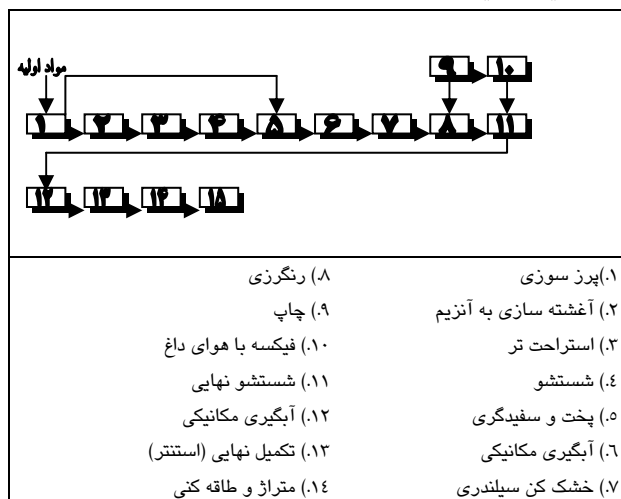 مواد اولیه
۹ ۱۰
۱ ۲ ۳ ۴ ۵ ۶ ۷ ۸ ۱۱
۱۲ ۱۳ ۱۴ ۱۵
۱.)پرز سوزی
۲.) آغشته سازی به آنزیم
۳.) استراحت تر
٤.) شستشو
۵.) پخت و سفیدگری
٦.) آبگیری مکانیکی
۷.) خشک کن سیلندری
۸.) رنگرزی
۹.) چاپ
۱۰.) فیکسه با هوای داغ
۱۱.) شستشو نهایی
۱۲.) آبگیری مکانیکی
۱۳.) تکمیل نهایی (استنتر)
۱٤.) متراژ و طاقه کنی